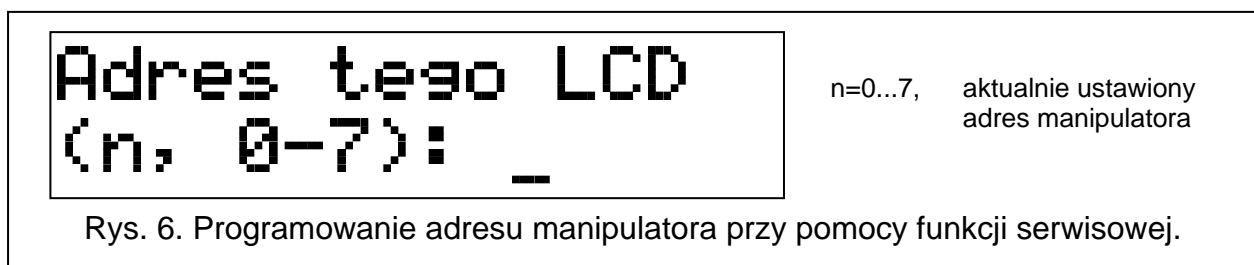 Adres tego LCD
(n, 0-7): _
n=0...7, aktualnie ustawiony
adres manipulatora
Rys. 6. Programowanie adresu manipulatora przy pomocy funkcji serwisowej.